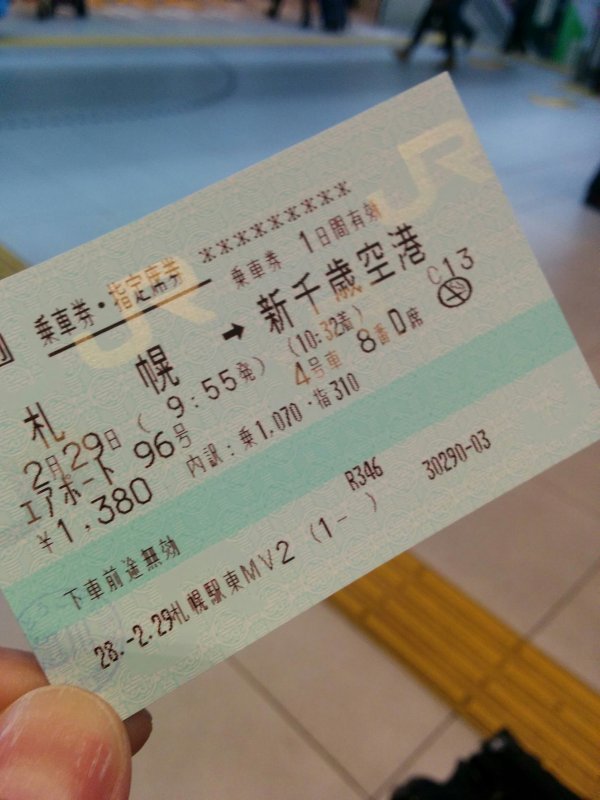 乗車券・指定席券 *********
乗車券 1日間有効
札幌 ➡ 新千歳空港
2月29日 ( 9:55発) (10:32着) C13
エアポート 96号 4号車 8番D席
¥1,380 内訳:乗1,070・指310
R346 30290-03
下車前途無効
28.-2.29札幌駅東MV2 (1- )
JR
JR